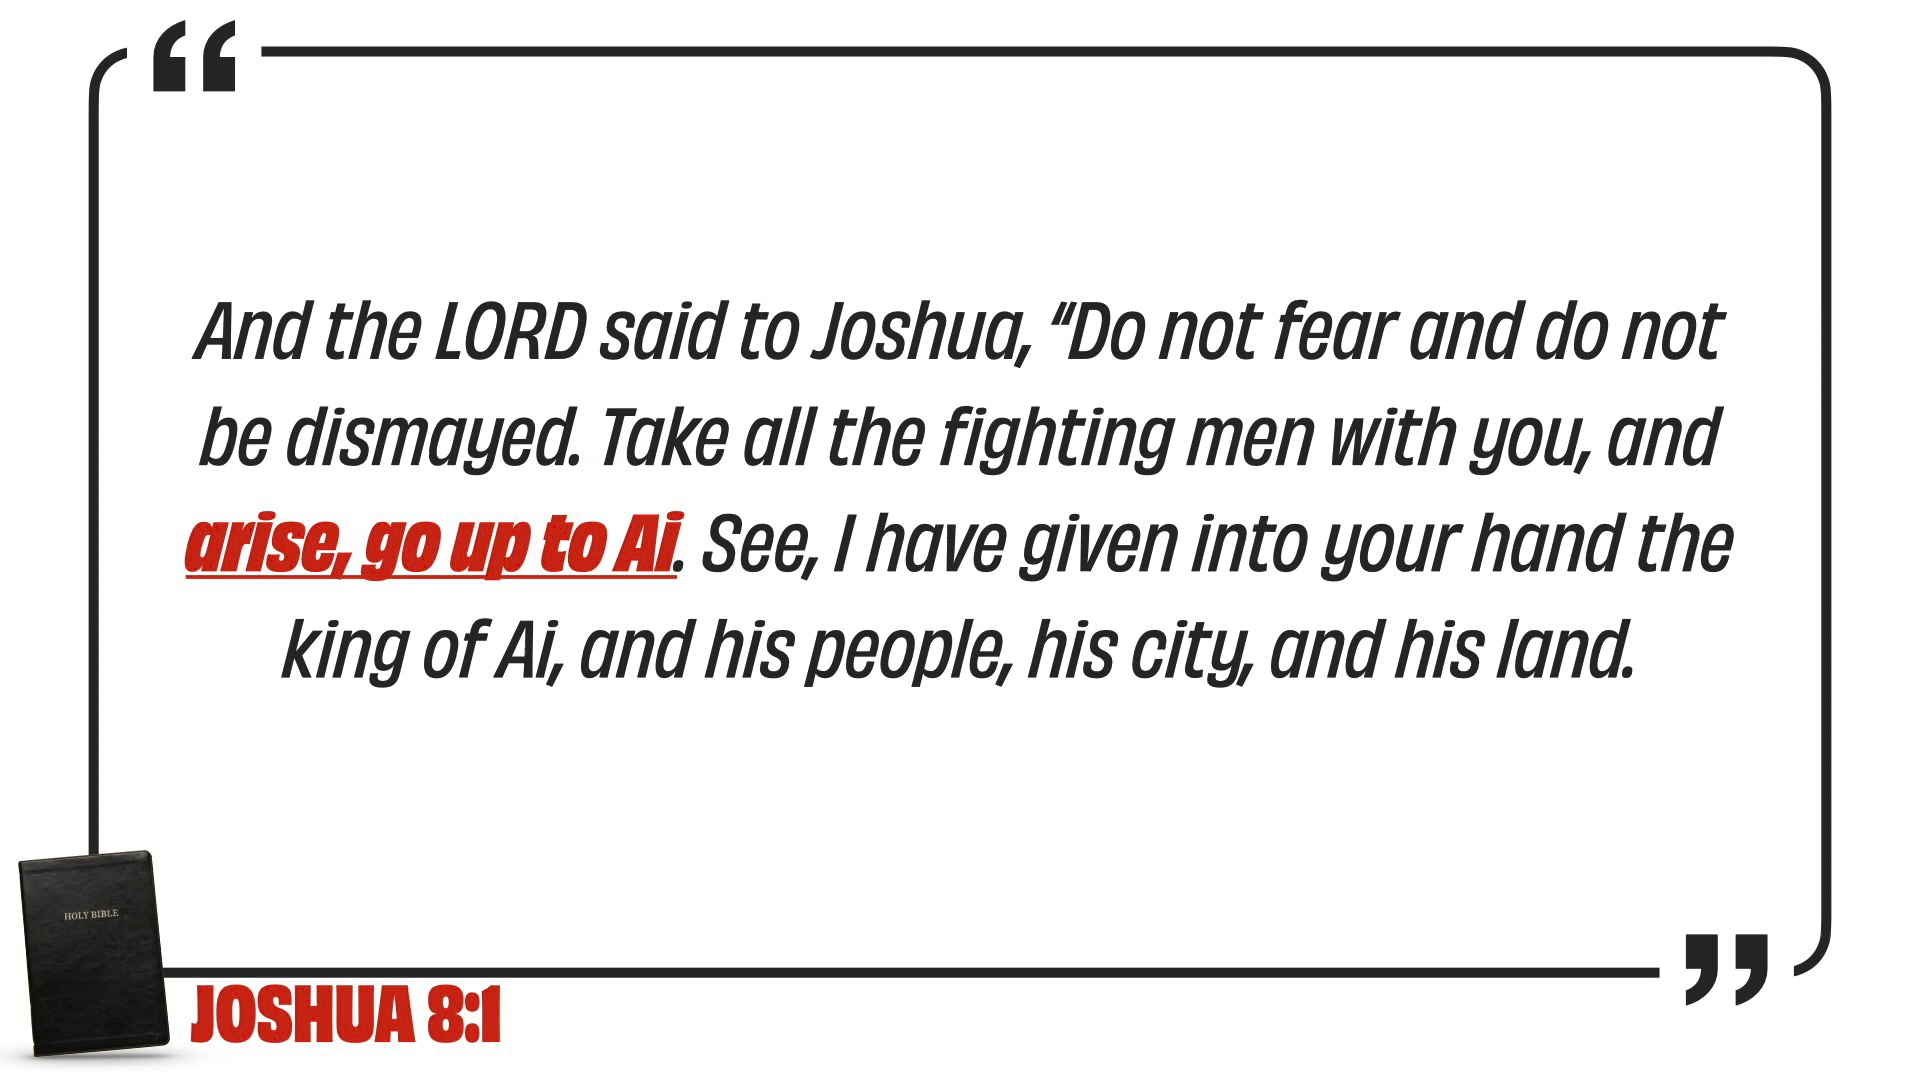 “
And the LORD said to Joshua, “Do not fear and do not
be dismayed. Take all the fighting men with you, and
arise, go up to Ai. See, I have given into your hand the
king of Ai, and his people, his city, and his land.
”
HOLY BIBLE
JOSHUA 8:1